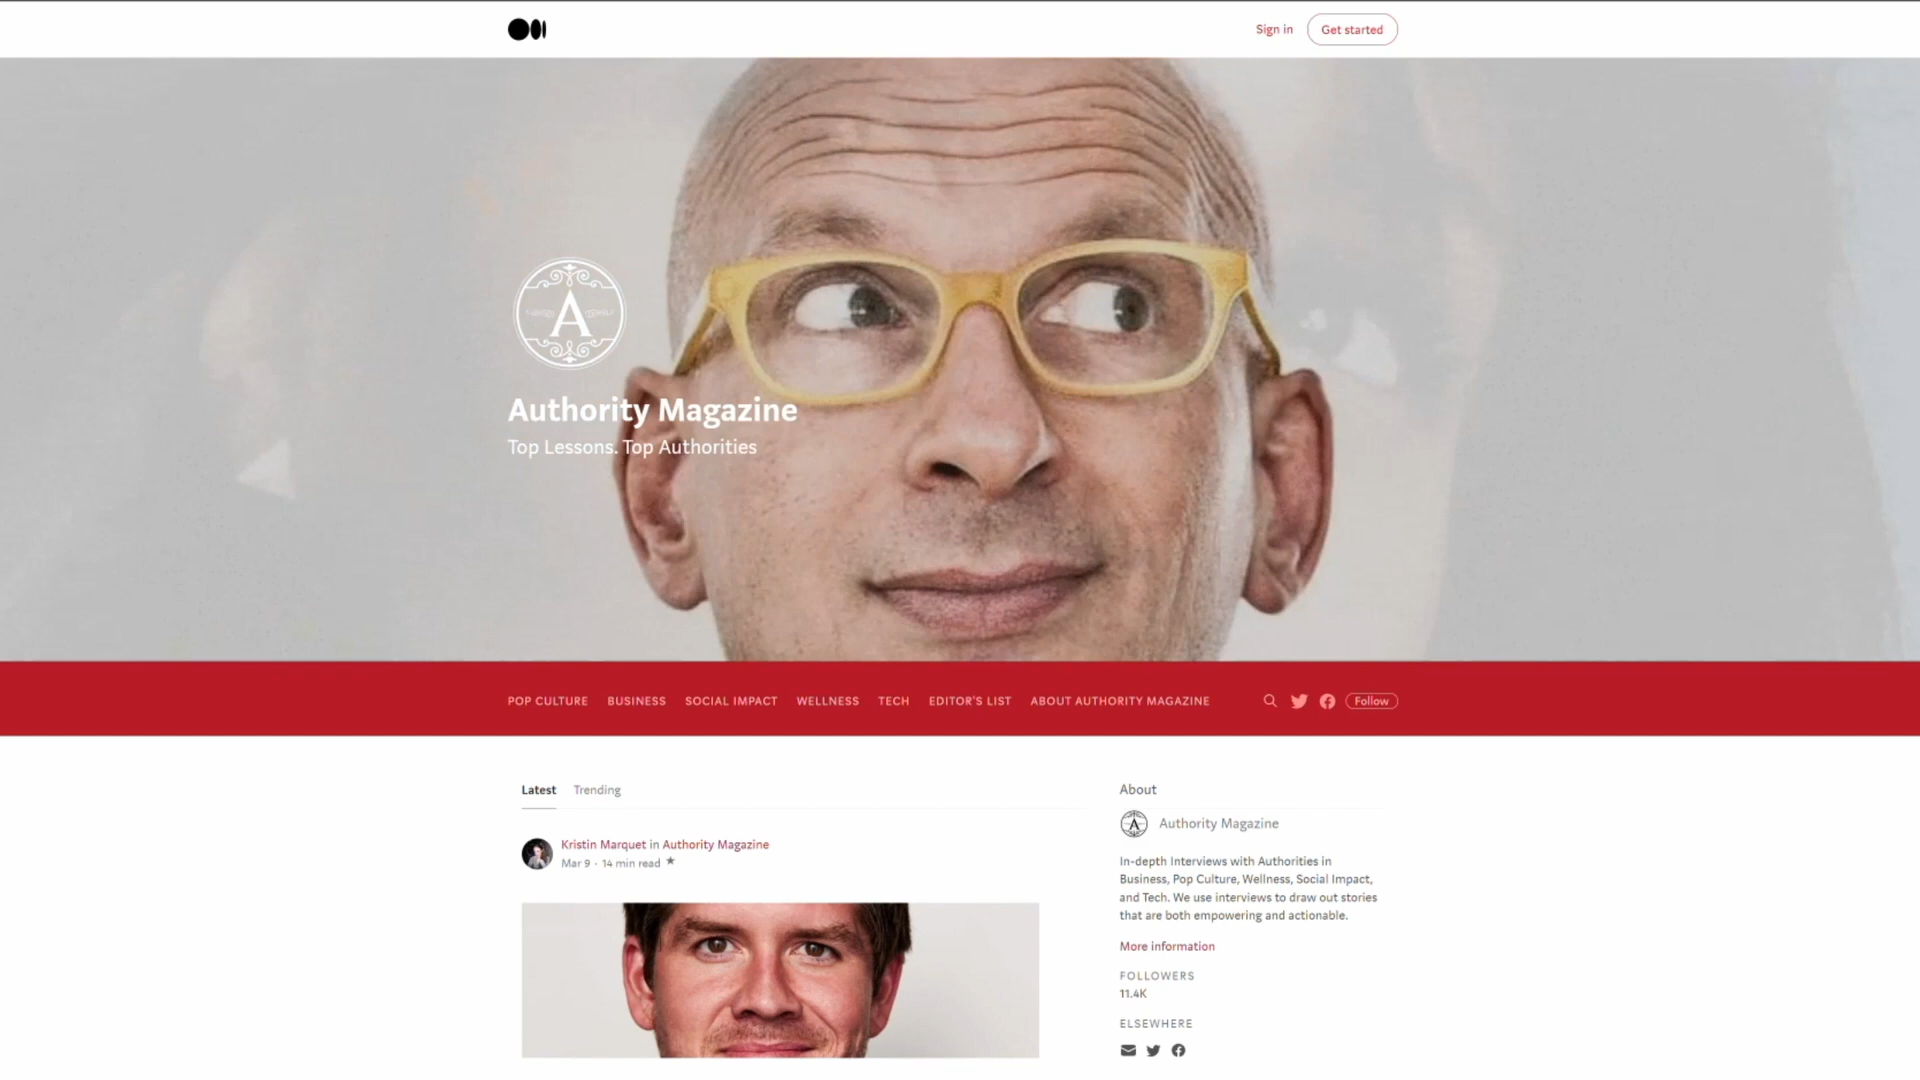 Sign in
Get started
A
Authority Magazine
Top Lessons. Top Authorities
POP CULTURE
BUSINESS
SOCIAL IMPACT
WELLNESS
TECH
EDITOR'S LIST
ABOUT AUTHORITY MAGAZINE
Follow
Latest
Trending
Kristin Marquet in Authority Magazine
Mar 9 · 14 min read ★
About
A
Authority Magazine
In-depth Interviews with Authorities in
Business, Pop Culture, Wellness, Social Impact,
and Tech. We use interviews to draw out stories
that are both empowering and actionable.
More information
FOLLOWERS
11.4K
ELSEWHERE